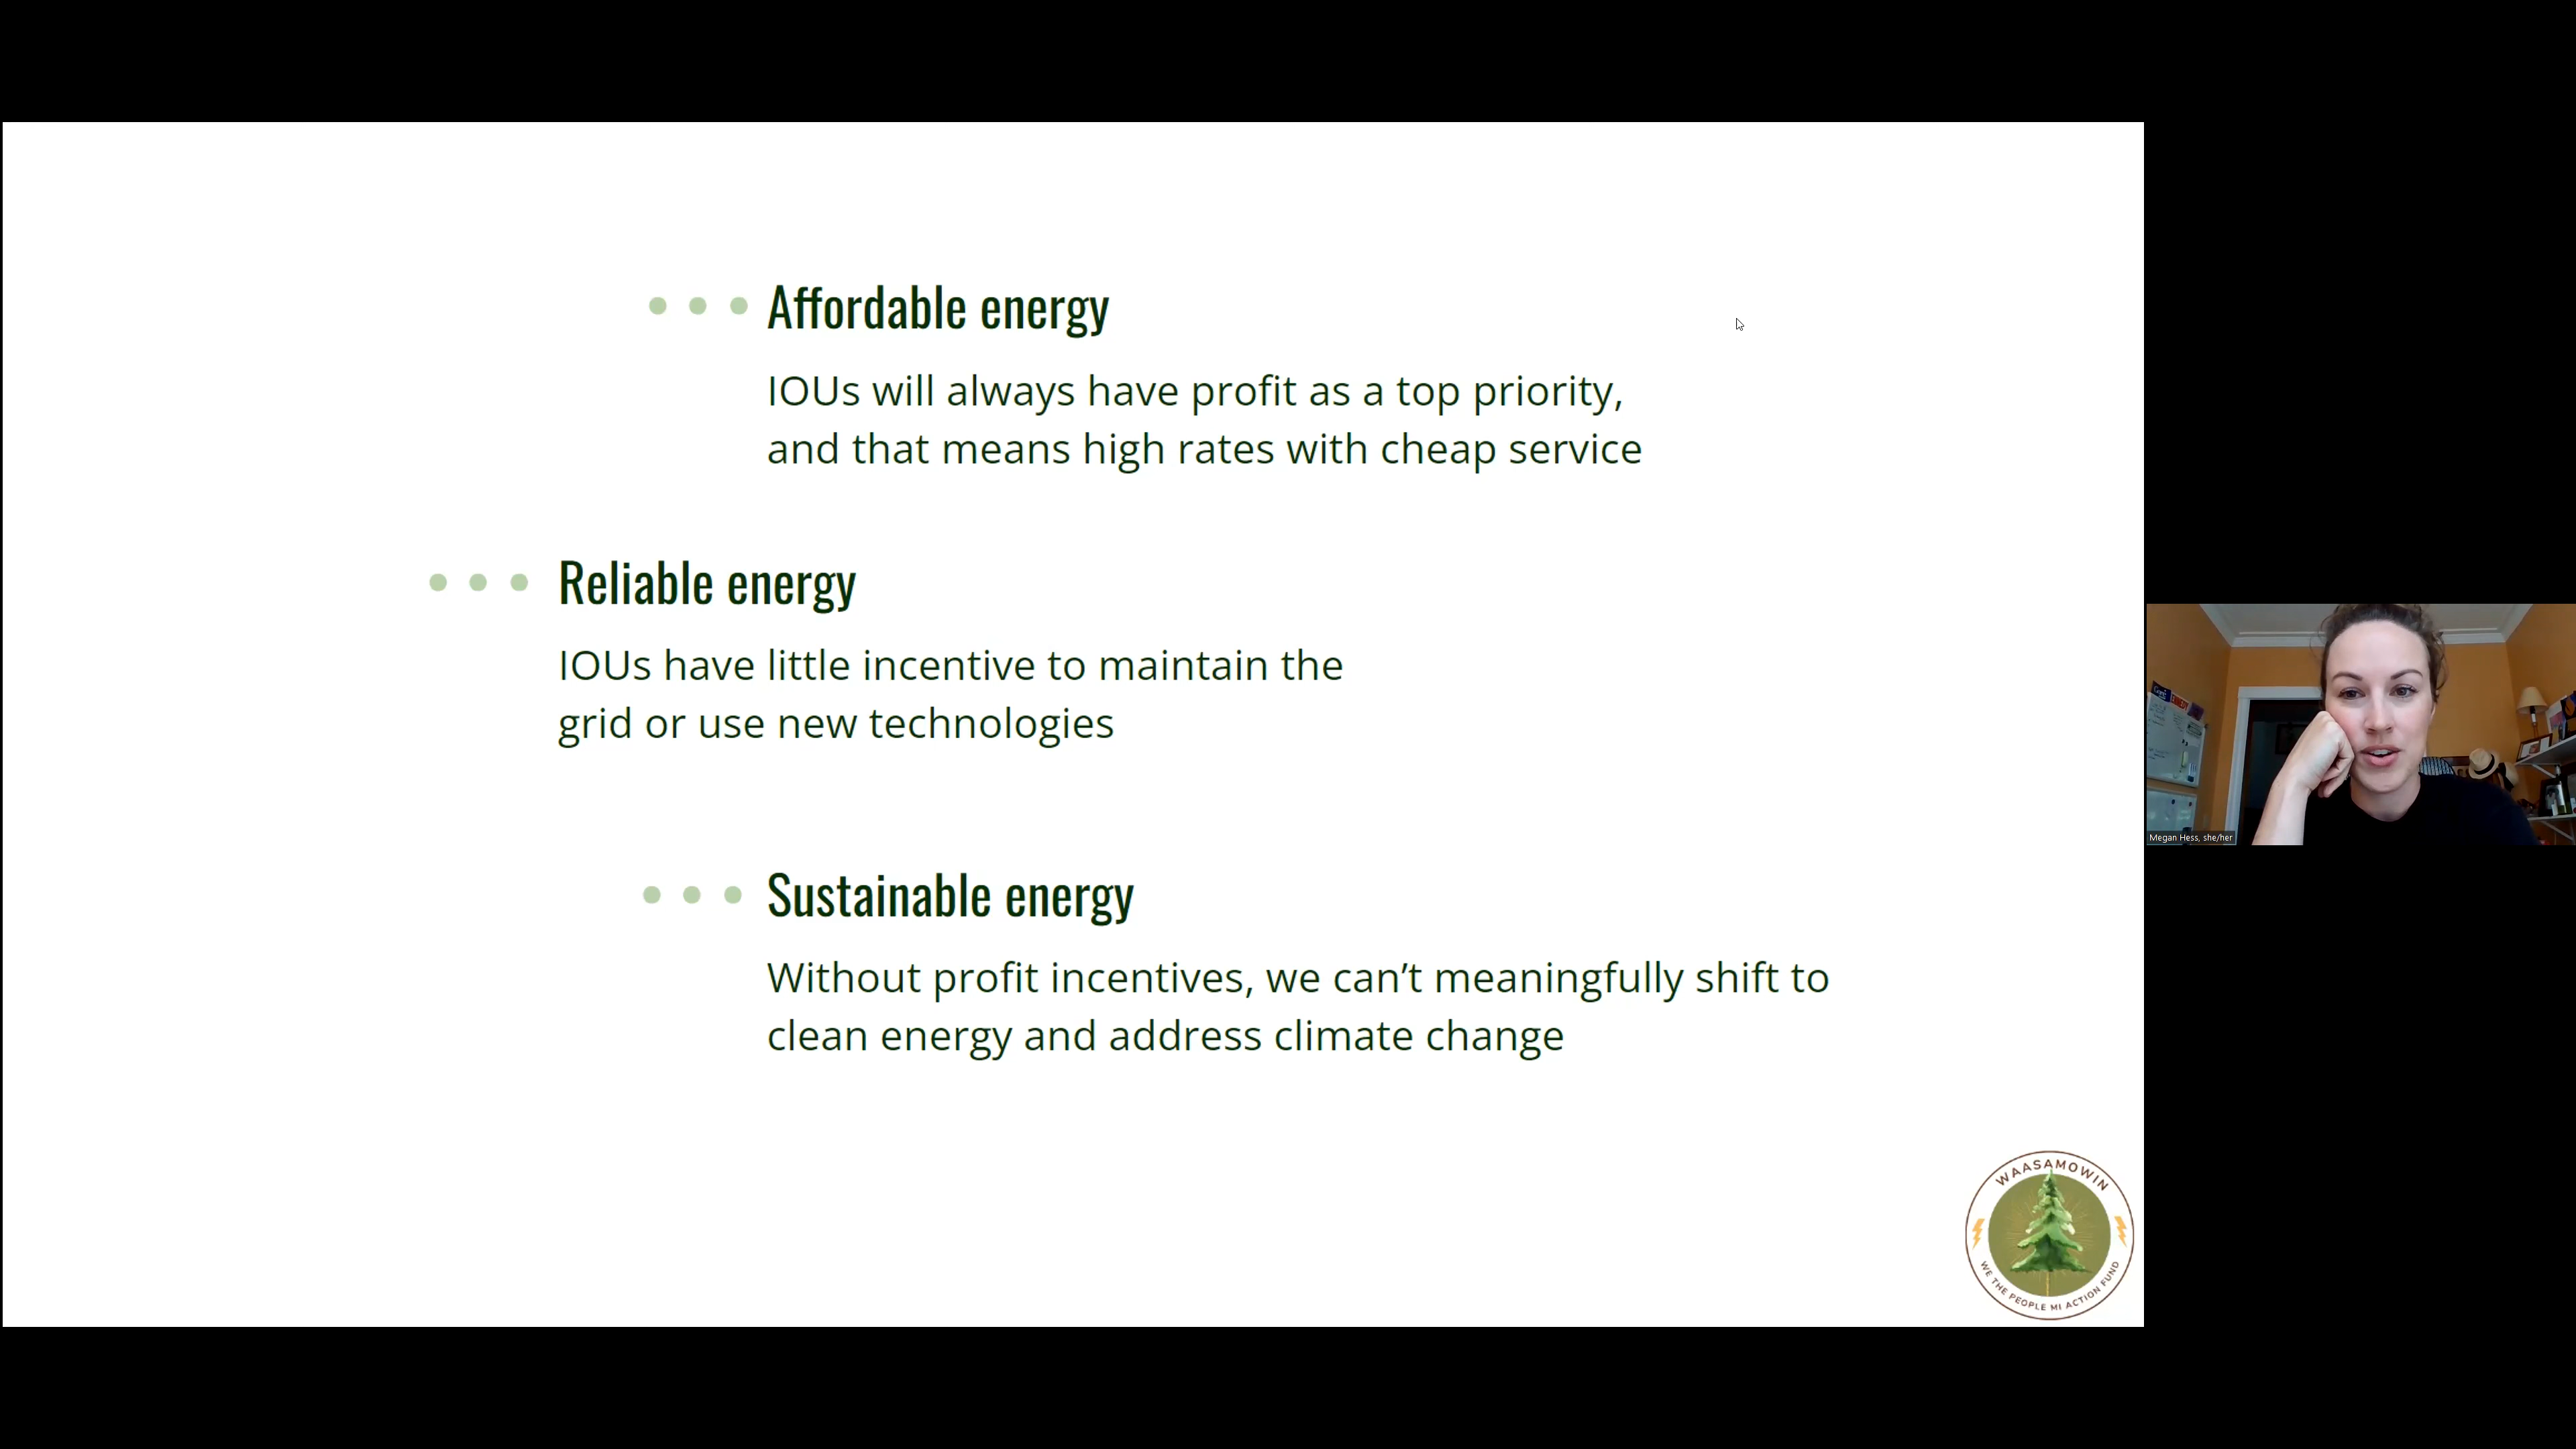 Affordable energy
IOUs will always have profit as a top priority,
and that means high rates with cheap service
Reliable energy
IOUs have little incentive to maintain the
grid or use new technologies
Sustainable energy
Without profit incentives, we can’t meaningfully shift to
clean energy and address climate change
Megan Hess, she/her
WAASAMOWIN
WE THE PEOPLE MI ACTION FUND